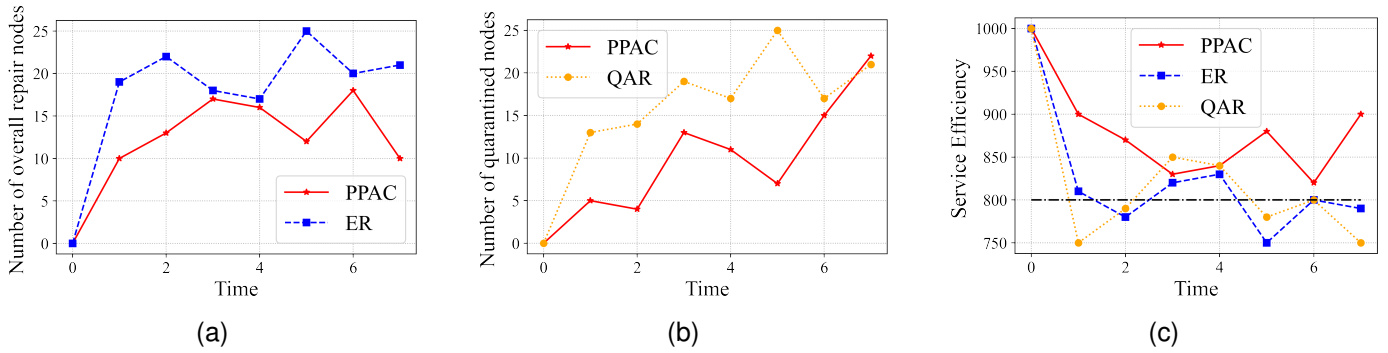 Number of overall repair nodes
25
20
15
10
5
0
PPAC
ER
0 2 4 6
Time
(a)
Number of quarantined nodes
25
20
15
10
5
0
PPAC
QAR
0 2 4 6
Time
(b)
Service Efficiency
1000
950
900
850
800
750
PPAC
ER
QAR
0 2 4 6
Time
(c)